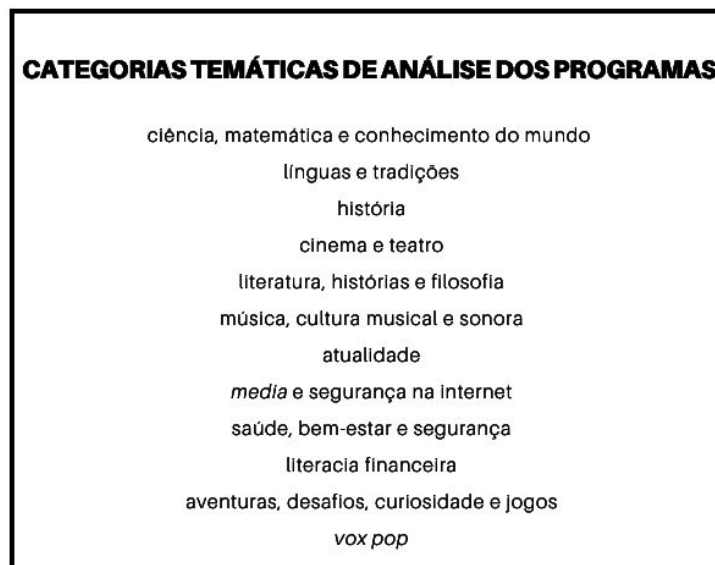 CATEGORIAS TEMÁTICAS DE ANÁLISE DOS PROGRAMAS
ciência, matemática e conhecimento do mundo
línguas e tradições
história
cinema e teatro
literatura, histórias e filosofia
música, cultura musical e sonora
atualidade
media e segurança na internet
saúde, bem-estar e segurança
literacia financeira
aventuras, desafios, curiosidade e jogos
vox pop